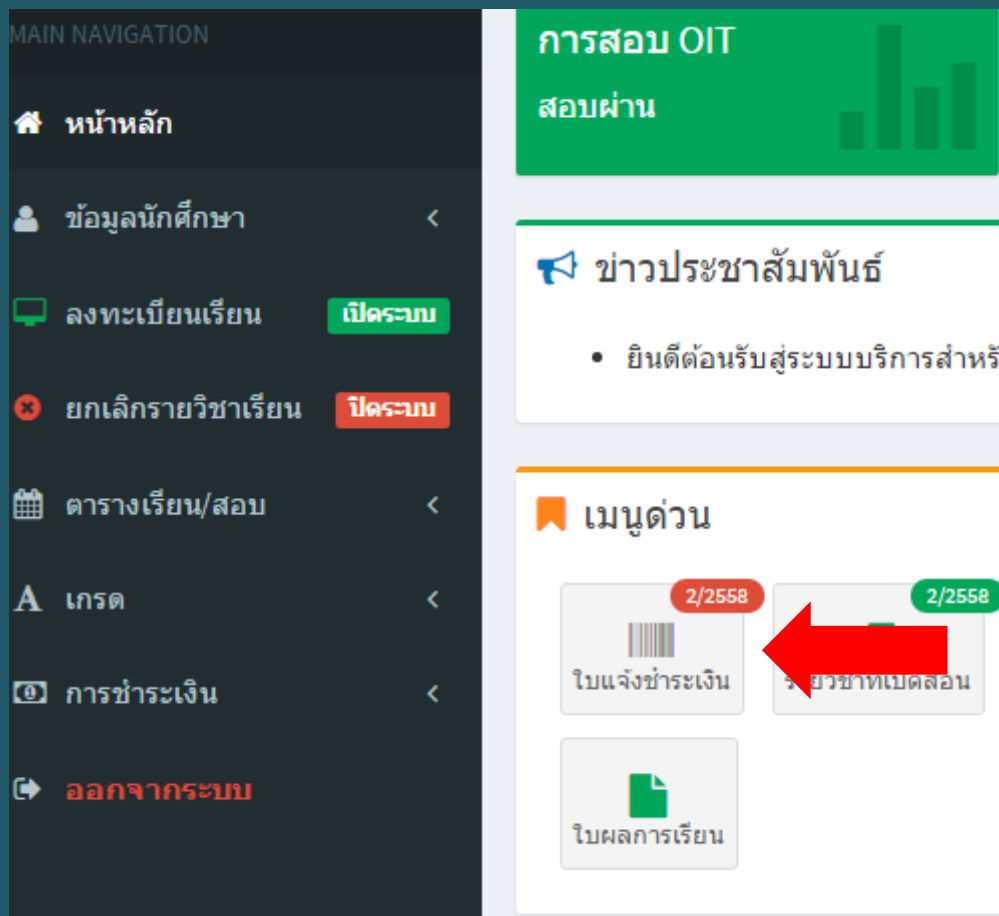 MAIN NAVIGATION
หน้าหลัก
ข้อมูลนักศึกษา
ลงทะเบียนเรียน เปิดระบบ
ยกเลิกรายวิชาเรียน ปิดระบบ
ตารางเรียน/สอบ
เกรด
การชำระเงิน
ออกจากระบบ
การสอบ OIT
สอบผ่าน
ข่าวประชาสัมพันธ์
ยินดีต้อนรับสู่ระบบบริการสำหรั
เมนูด่วน
2/2558
ใบแจ้งชำระเงิน
2/2558
ใบผลการเรียน